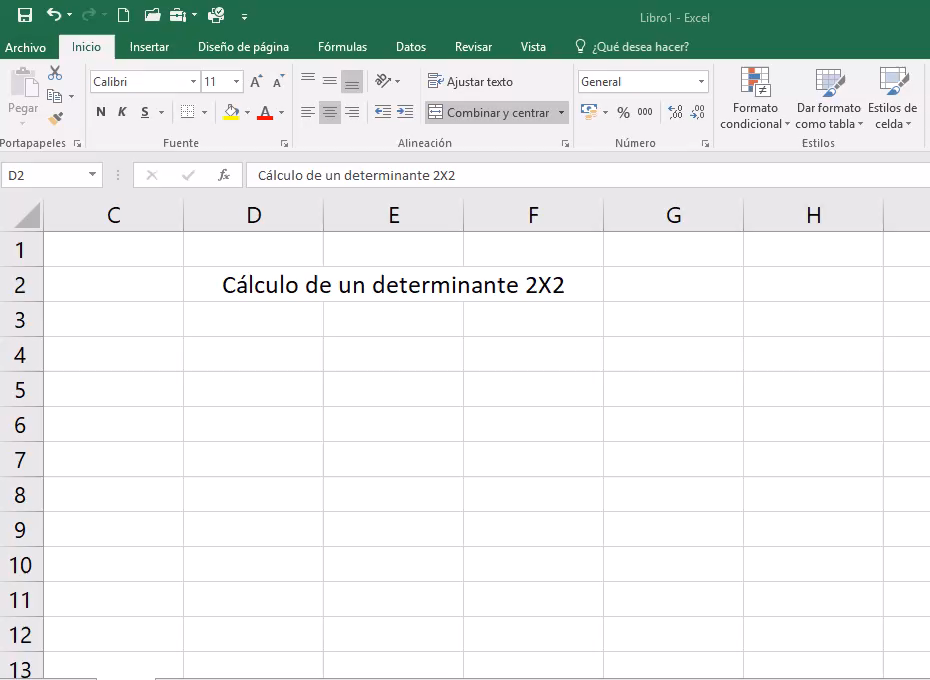 Libro1 - Excel
Archivo Inicio Insertar Diseño de página Fórmulas Datos Revisar Vista ¿Qué desea hacer?
Pegar
Calibri 11
N K S
A A
A
Ajustar texto
Combinar y centrar
General
% 000
,00 ,00
Formato condicional
Dar formato como tabla
Estilos de celda
Portapapeles Fuente Alineación Número Estilos
D2 fx Cálculo de un determinante 2X2
C D E F G H
1
2 Cálculo de un determinante 2X2
3
4
5
6
7
8
9
10
11
12
13